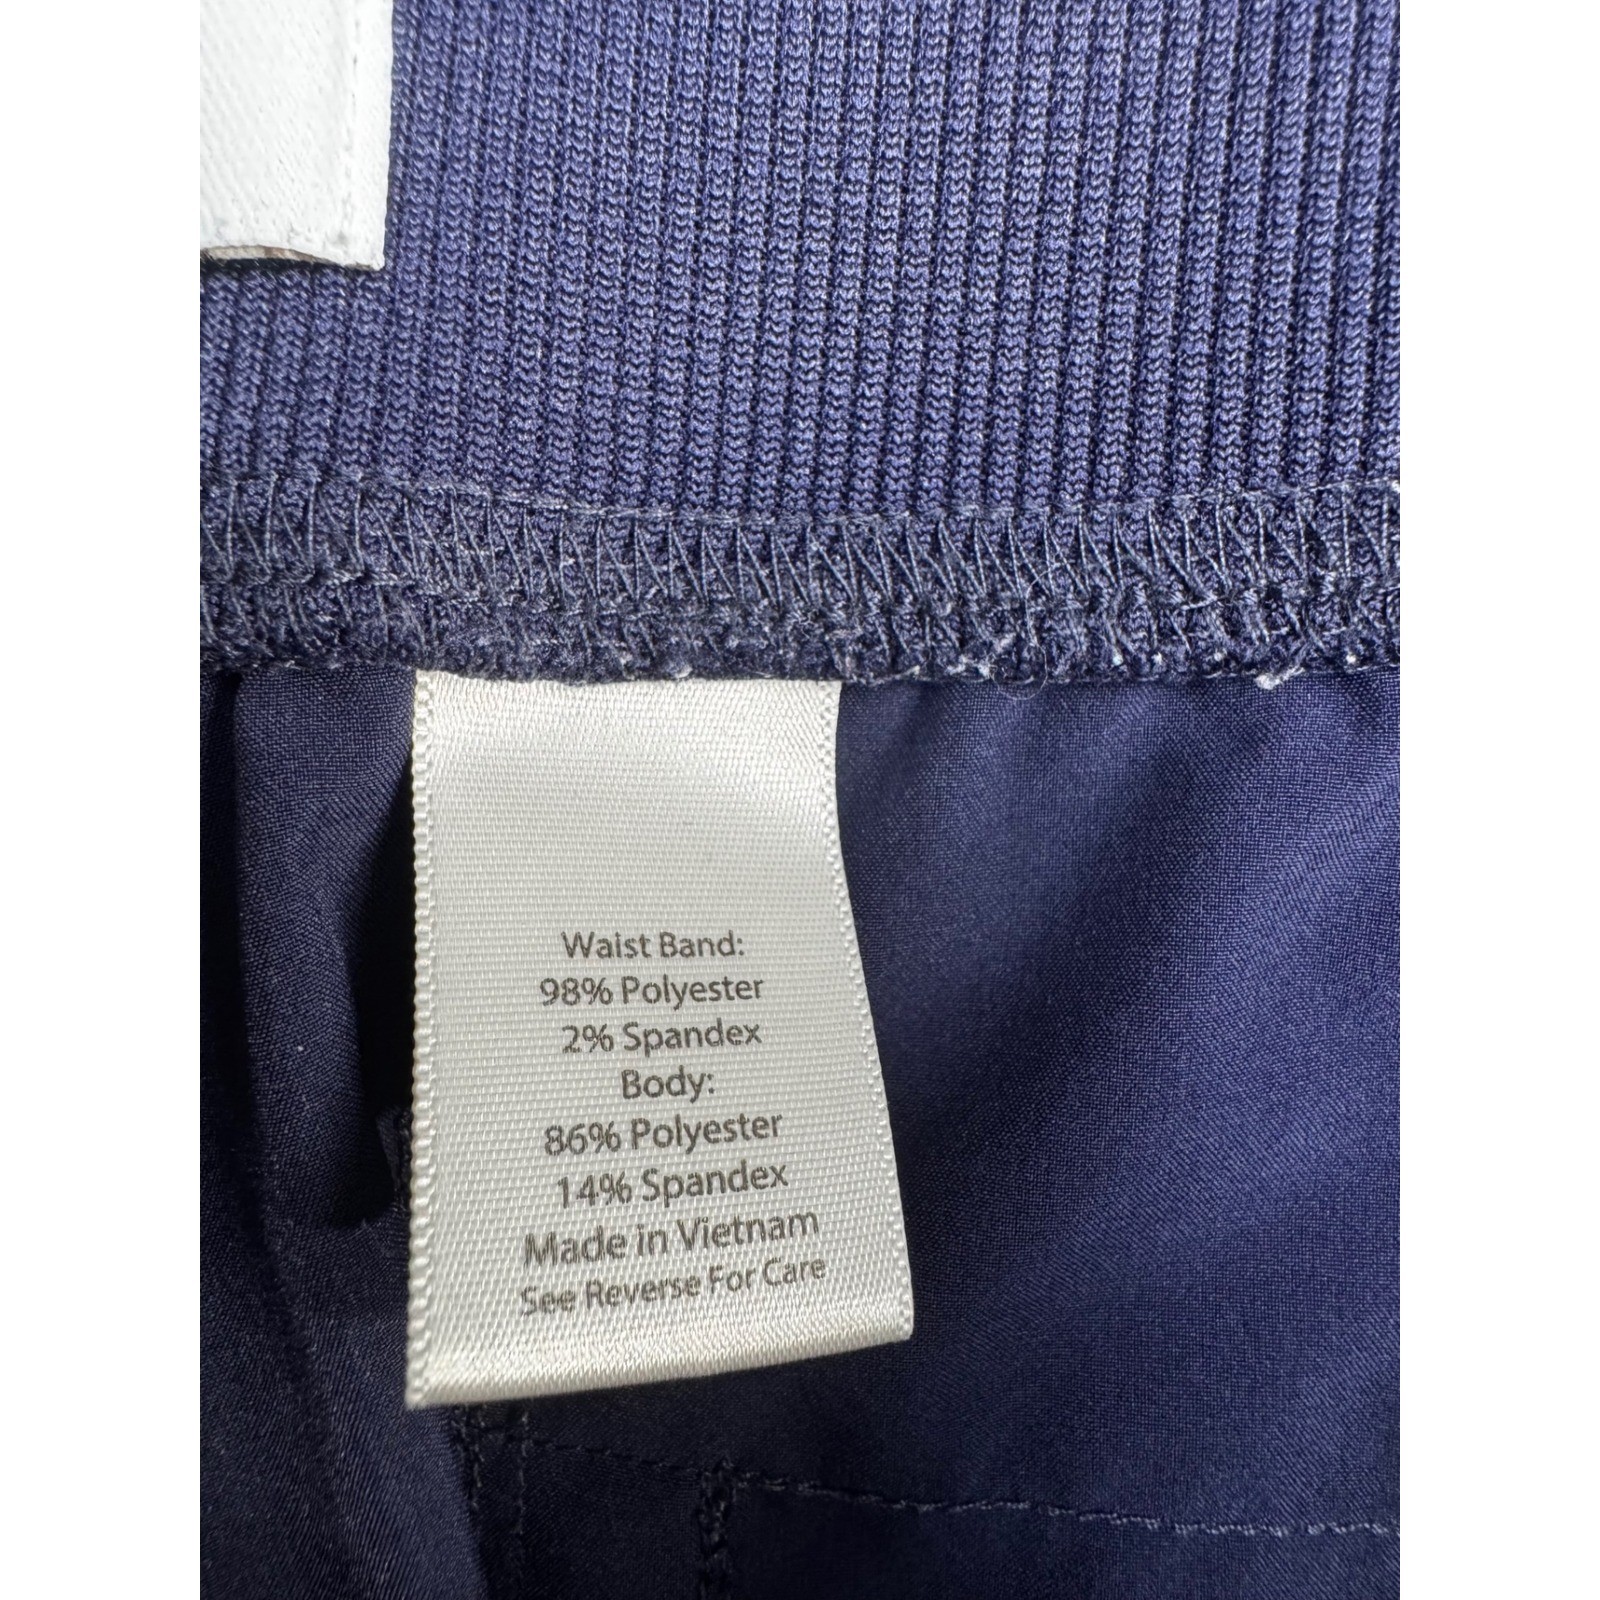 Waist Band:
98% Polyester
2% Spandex
Body:
86% Polyester
14% Spandex
Made in Vietnam
See Reverse For Care